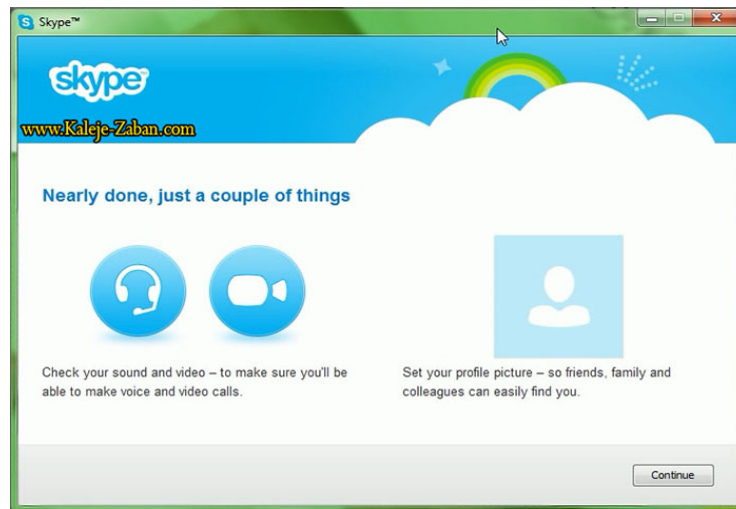 Skype™
skype
www.Kaleje-Zaban.com
Nearly done, just a couple of things
Check your sound and video – to make sure you'll be
able to make voice and video calls.
Set your profile picture – so friends, family and
colleagues can easily find you.
Continue